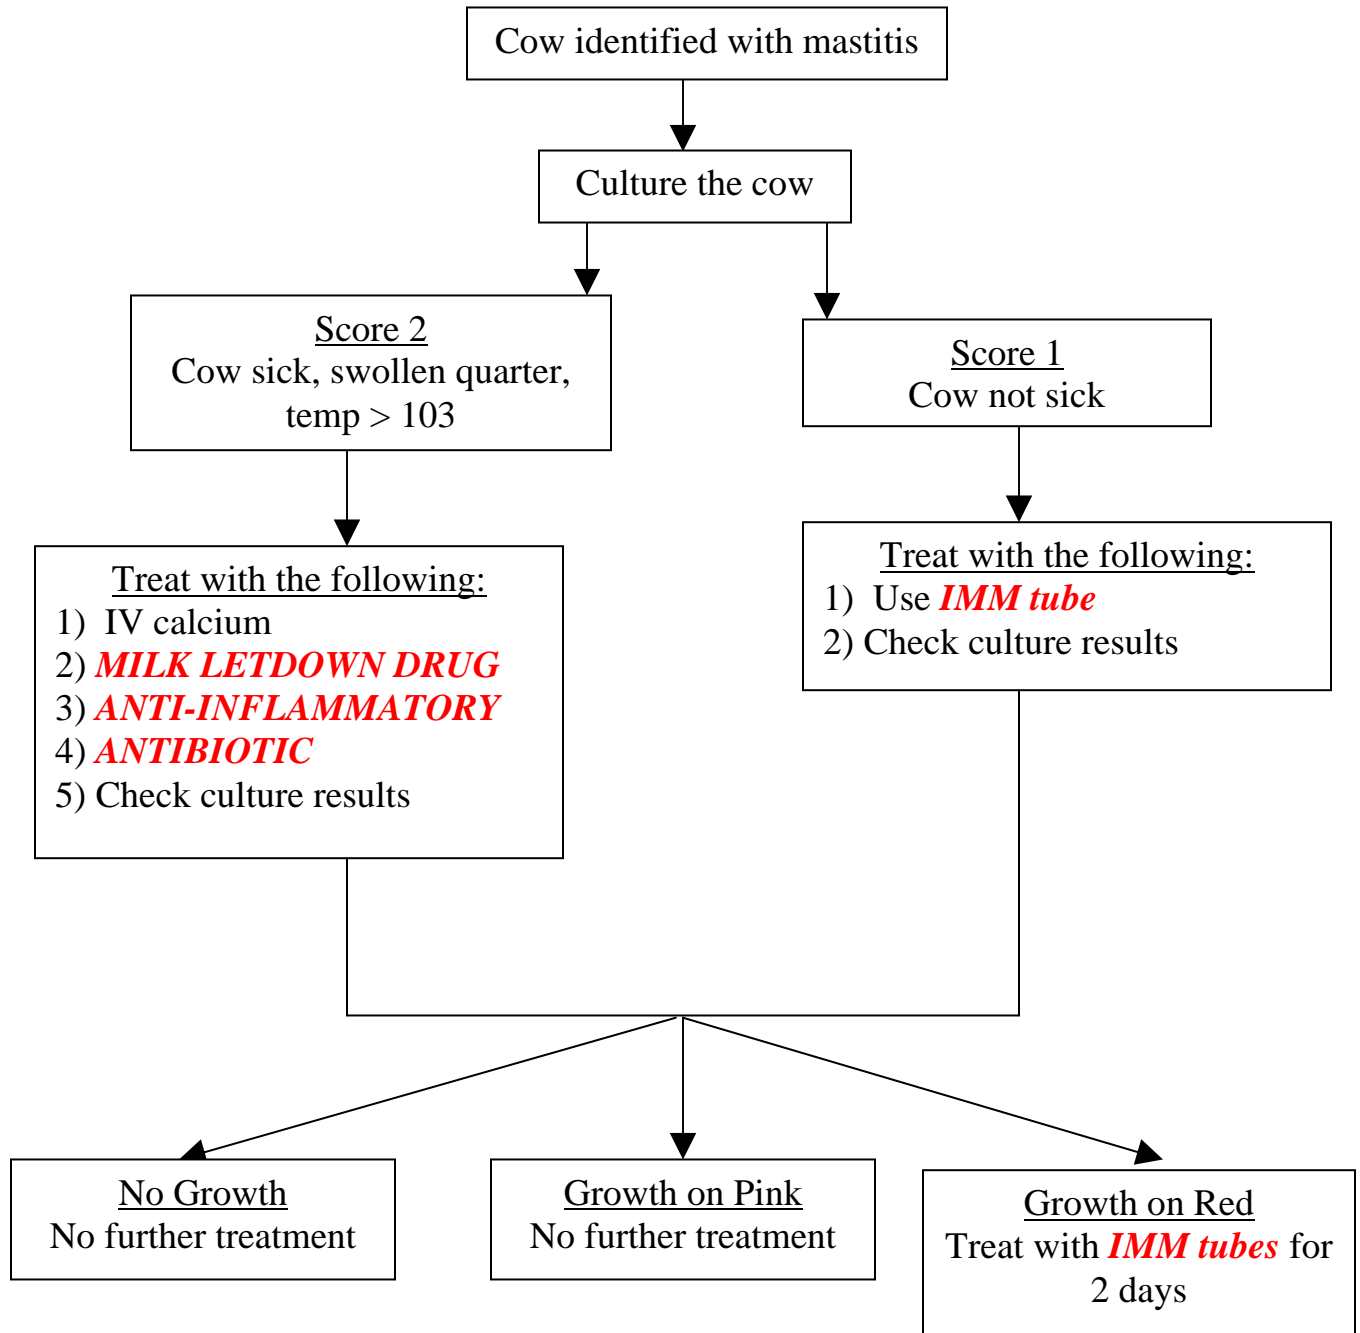 Cow identified with mastitis
Culture the cow
Score 2
Cow sick, swollen quarter,
temp > 103
Score 1
Cow not sick
Treat with the following:
1) IV calcium
2) MILK LETDOWN DRUG
3) ANTI-INFLAMMATORY
4) ANTIBIOTIC
5) Check culture results
Treat with the following:
1) Use IMM tube
2) Check culture results
No Growth
No further treatment
Growth on Pink
No further treatment
Growth on Red
Treat with IMM tubes for
2 days